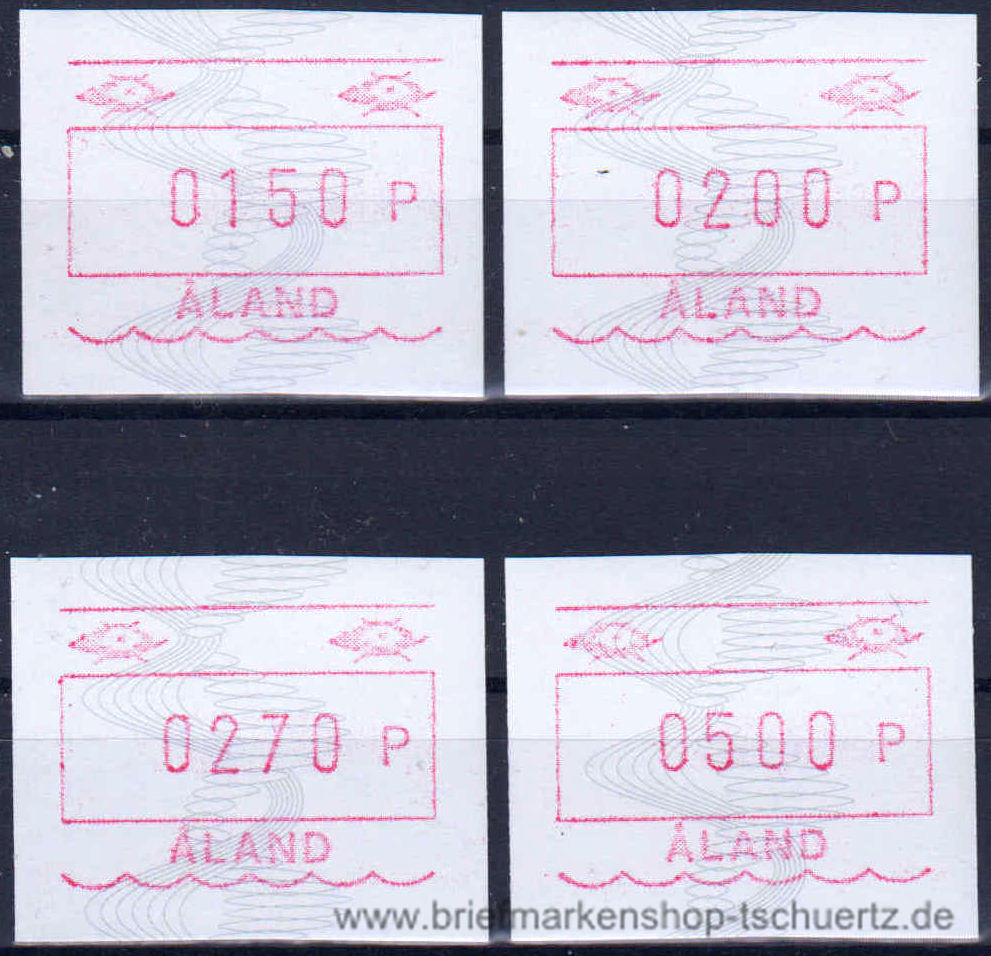 0150 P
ÅLAND
0200 P
ÅLAND
0270 P
ÅLAND
0500 P
ÅLAND
www.briefmarkenshop-tschuertz.de